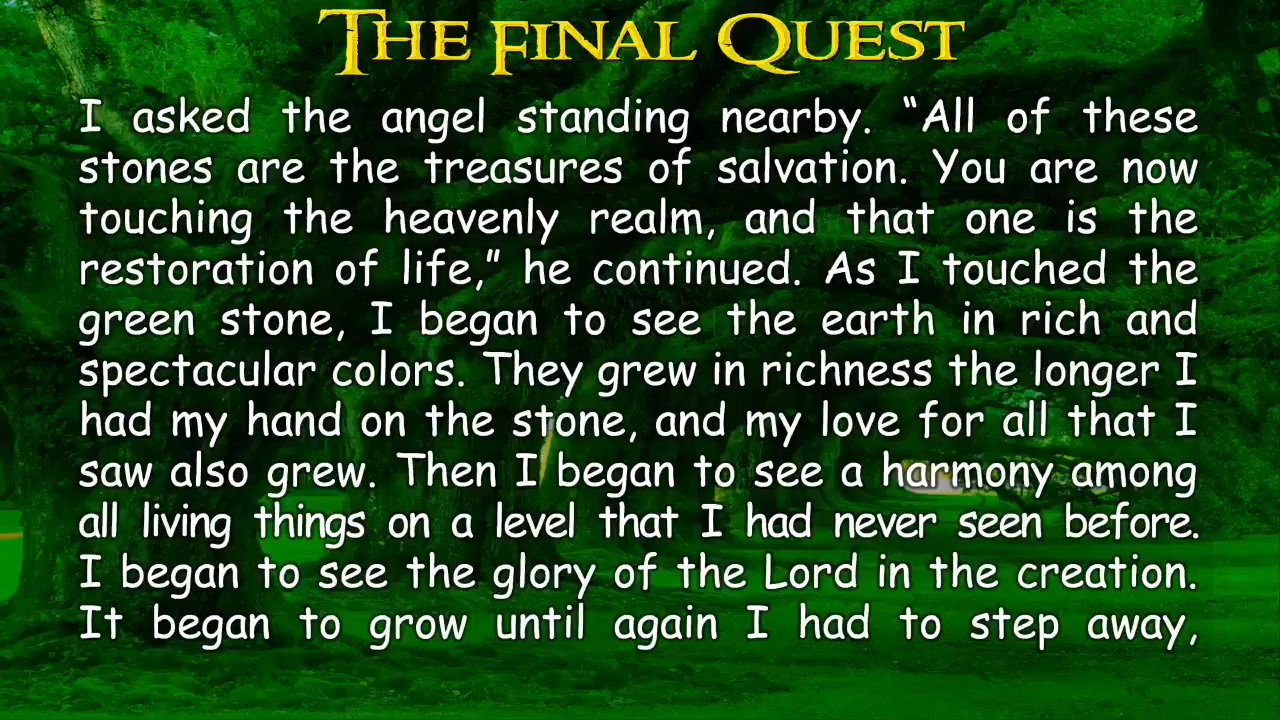 The Final Quest
I asked the angel standing nearby. “All of these
stones are the treasures of salvation. You are now
touching the heavenly realm, and that one is the
restoration of life,” he continued. As I touched the
green stone, I began to see the earth in rich and
spectacular colors. They grew in richness the longer I
had my hand on the stone, and my love for all that I
saw also grew. Then I began to see a harmony among
all living things on a level that I had never seen before.
I began to see the glory of the Lord in the creation.
It began to grow until again I had to step away,